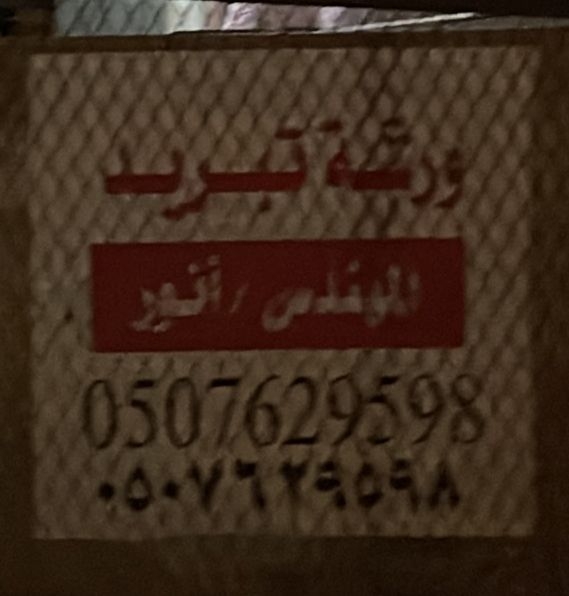 ورشة تبريد
المهندس / أنور
0507629598
٠٥٠٧٦٢٩٥٩٨